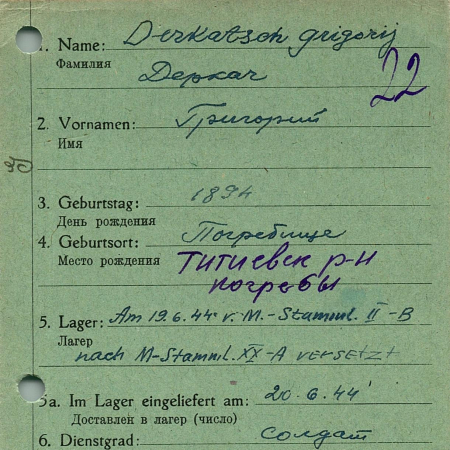 1. Name: Derkatsch Grigorij
Фамилия Деркач
22
2. Vornamen: Григорий
Имя
3. Geburtstag: 1894
День рождения
4. Geburtsort: Погребище
Место рождения Титиевск р-н
погребы
5. Lager: Am 19.6.44 v. M.-Stamml. II-B
Лагер
nach M-Stamml. XX-A versetzt
5a. Im Lager eingeliefert am: 20.6.44
Доставлен в лагер (число)
6. Dienstgrad: солдат